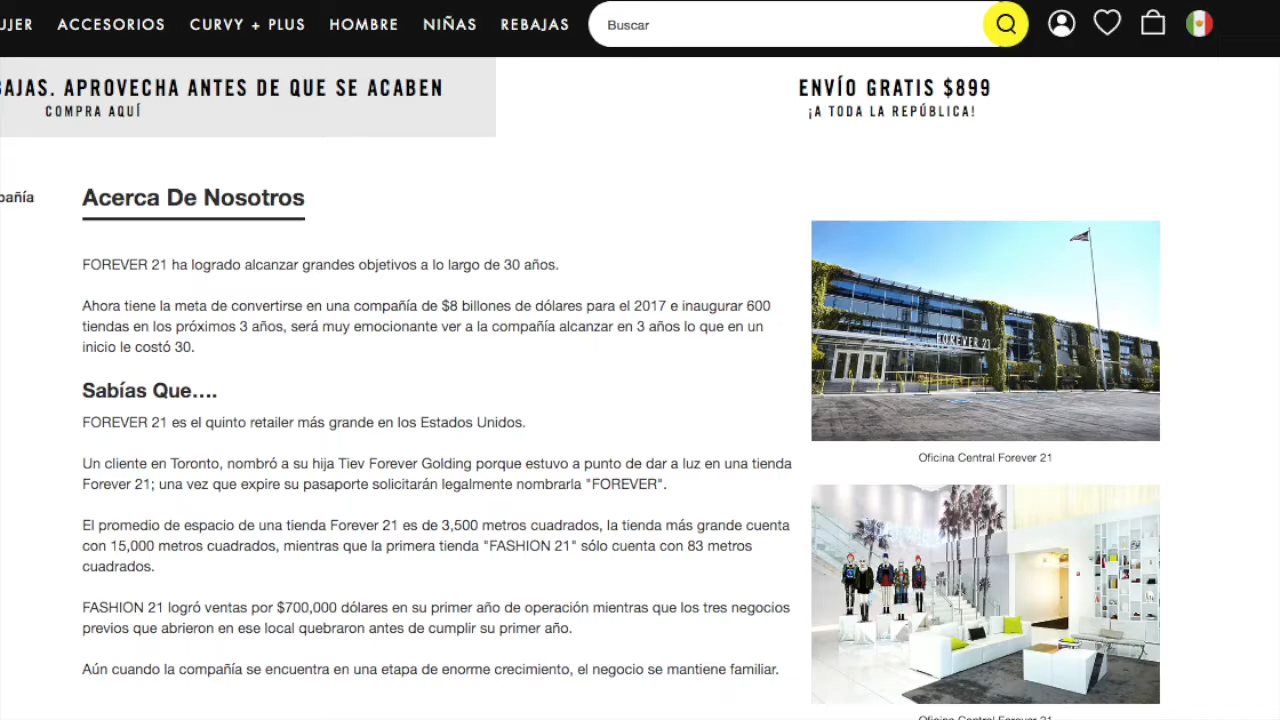 UJER ACCESORIOS CURVY + PLUS HOMBRE NIÑAS REBAJAS Buscar
BAJAS. APROVECHA ANTES DE QUE SE ACABEN
COMPRA AQUÍ
ENVÍO GRATIS $899
¡A TODA LA REPÚBLICA!
pañía
Acerca De Nosotros
FOREVER 21 ha logrado alcanzar grandes objetivos a lo largo de 30 años.
Ahora tiene la meta de convertirse en una compañía de $8 billones de dólares para el 2017 e inaugurar 600
tiendas en los próximos 3 años, será muy emocionante ver a la compañía alcanzar en 3 años lo que en un
inicio le costó 30.
Sabías Que....
FOREVER 21 es el quinto retailer más grande en los Estados Unidos.
Un cliente en Toronto, nombró a su hija Tiev Forever Golding porque estuvo a punto de dar a luz en una tienda
Forever 21; una vez que expire su pasaporte solicitarán legalmente nombrarla "FOREVER".
El promedio de espacio de una tienda Forever 21 es de 3,500 metros cuadrados, la tienda más grande cuenta
con 15,000 metros cuadrados, mientras que la primera tienda "FASHION 21" sólo cuenta con 83 metros
cuadrados.
FASHION 21 logró ventas por $700,000 dólares en su primer año de operación mientras que los tres negocios
previos que abrieron en ese local quebraron antes de cumplir su primer año.
Aún cuando la compañía se encuentra en una etapa de enorme crecimiento, el negocio se mantiene familiar.
FOREVER 21
Oficina Central Forever 21
Oficina Central Forever 21